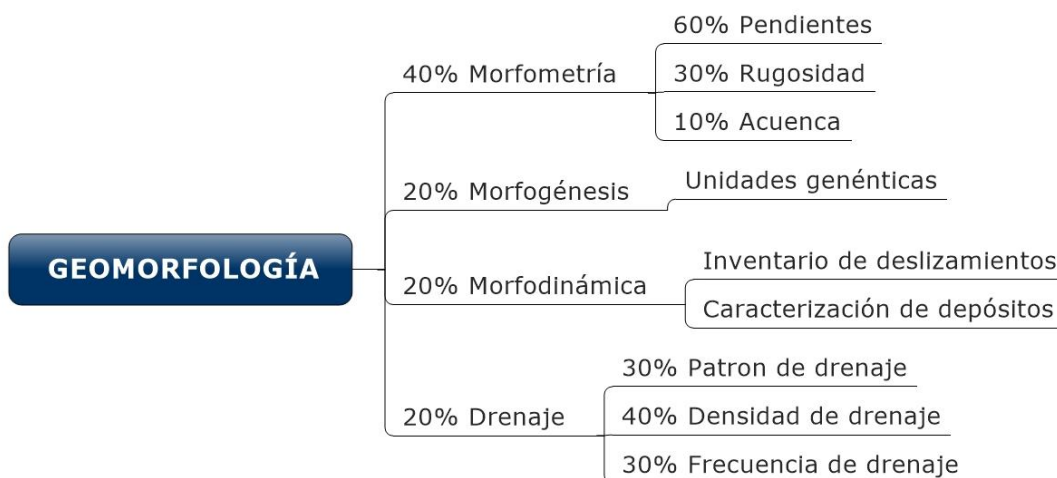 GEOMORFOLOGÍA
40% Morfometría
60% Pendientes
30% Rugosidad
10% Acuenca
20% Morfogénesis
Unidades genénticas
20% Morfodinámica
Inventario de deslizamientos
Caracterización de depósitos
20% Drenaje
30% Patron de drenaje
40% Densidad de drenaje
30% Frecuencia de drenaje